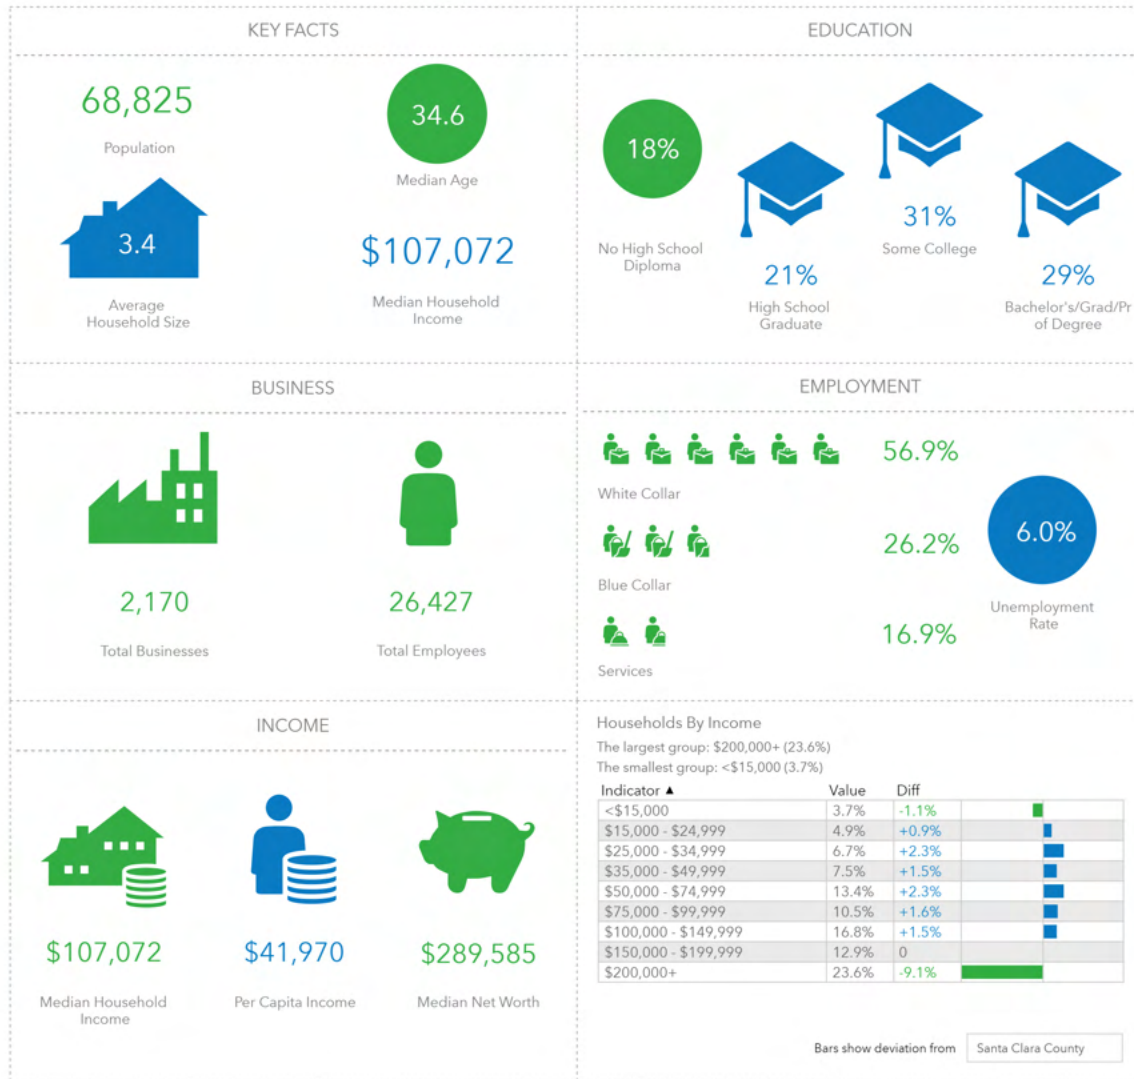 KEY FACTS
68,825
Population
34.6
Median Age
3.4
Average
Household Size
$107,072
Median Household
Income
EDUCATION
18%
No High School
Diploma
21%
High School
Graduate
31%
Some College
29%
Bachelor's/Grad/Pr
of Degree
BUSINESS
2,170
Total Businesses
26,427
Total Employees
EMPLOYMENT
56.9%
White Collar
26.2%
Blue Collar
16.9%
Services
6.0%
Unemployment
Rate
INCOME
$107,072
Median Household
Income
$41,970
Per Capita Income
$289,585
Median Net Worth
Households By Income
The largest group: $200,000+ (23.6%)
The smallest group: <$15,000 (3.7%)
Indicator ▲ Value Diff
<$15,000 3.7% -1.1%
$15,000 - $24,999 4.9% +0.9%
$25,000 - $34,999 6.7% +2.3%
$35,000 - $49,999 7.5% +1.5%
$50,000 - $74,999 13.4% +2.3%
$75,000 - $99,999 10.5% +1.6%
$100,000 - $149,999 16.8% +1.5%
$150,000 - $199,999 12.9% 0
$200,000+ 23.6% -9.1%
Bars show deviation from Santa Clara County